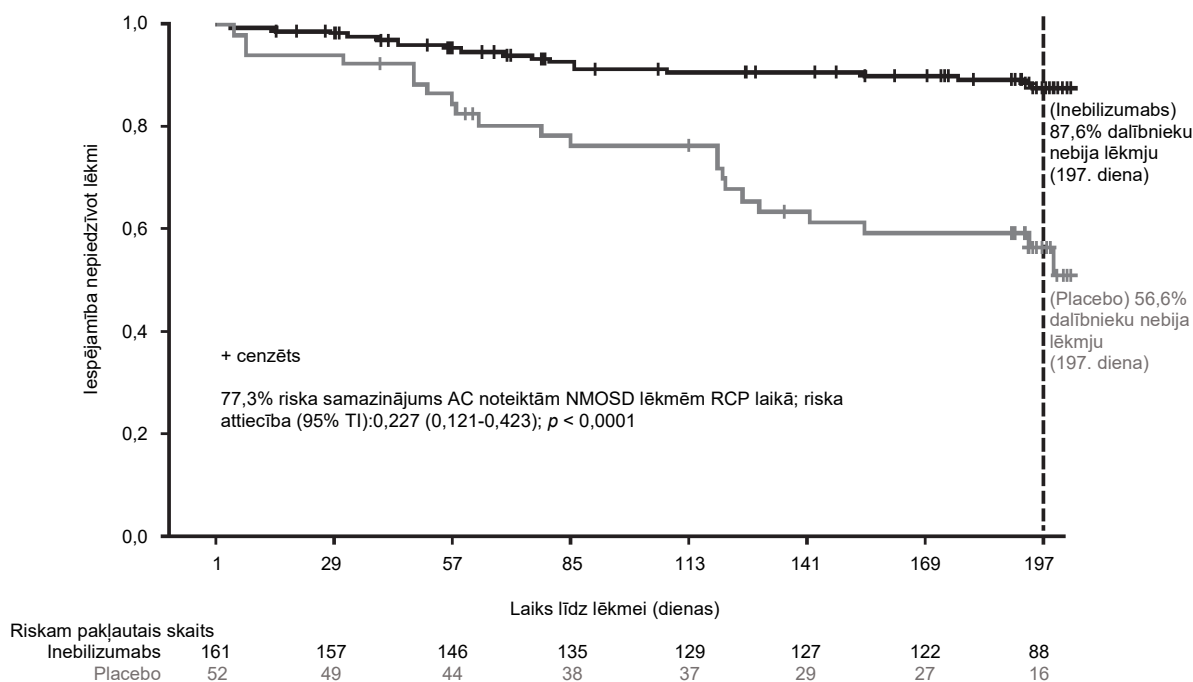 1,0
0,8
0,6
0,4
0,2
0,0
Iespējamība nepiedzīvot lēkmi
(Inebilizumabs)
87,6% dalībnieku
nebija lēkmju
(197. diena)
(Placebo) 56,6%
dalībnieku nebija
lēkmju
(197. diena)
+ cenzēts
77,3% riska samazinājums AC noteiktām NMOSD lēkmēm RCP laikā; riska
attiecība (95% TI):0,227 (0,121-0,423); p < 0,0001
1 29 57 85 113 141 169 197
Laiks līdz lēkmei (dienas)
Riskam pakļautais skaits
Inebilizumabs 161 157 146 135 129 127 122 88
Placebo 52 49 44 38 37 29 27 16